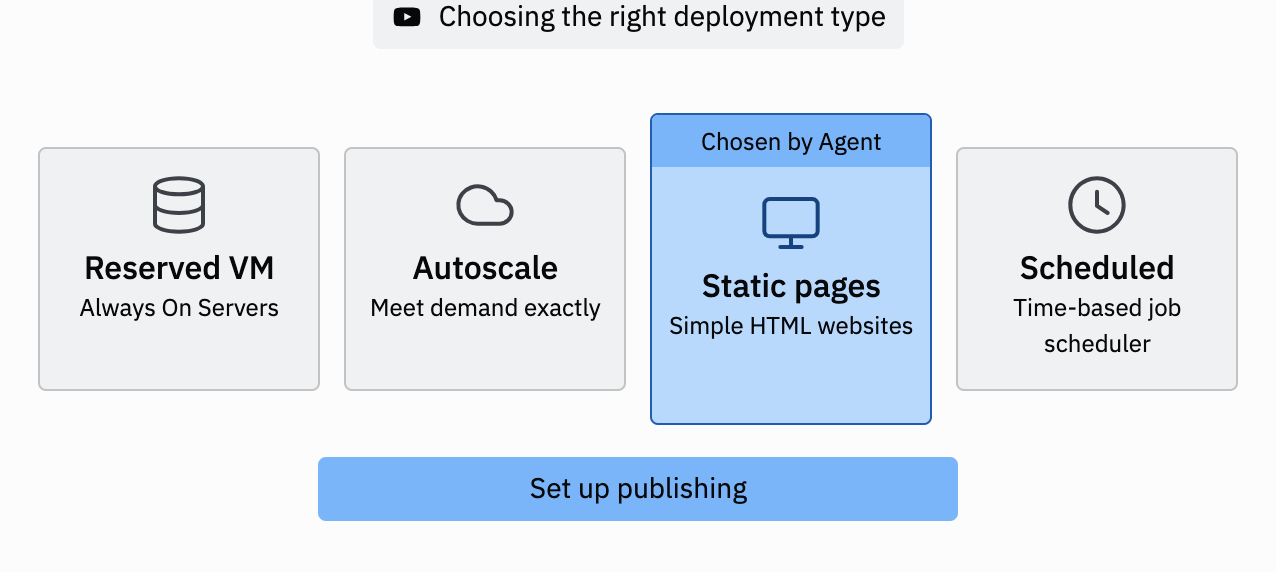 Choosing the right deployment type
Chosen by Agent
Reserved VM
Always On Servers
Autoscale
Meet demand exactly
Static pages
Simple HTML websites
Scheduled
Time-based job
scheduler
Set up publishing